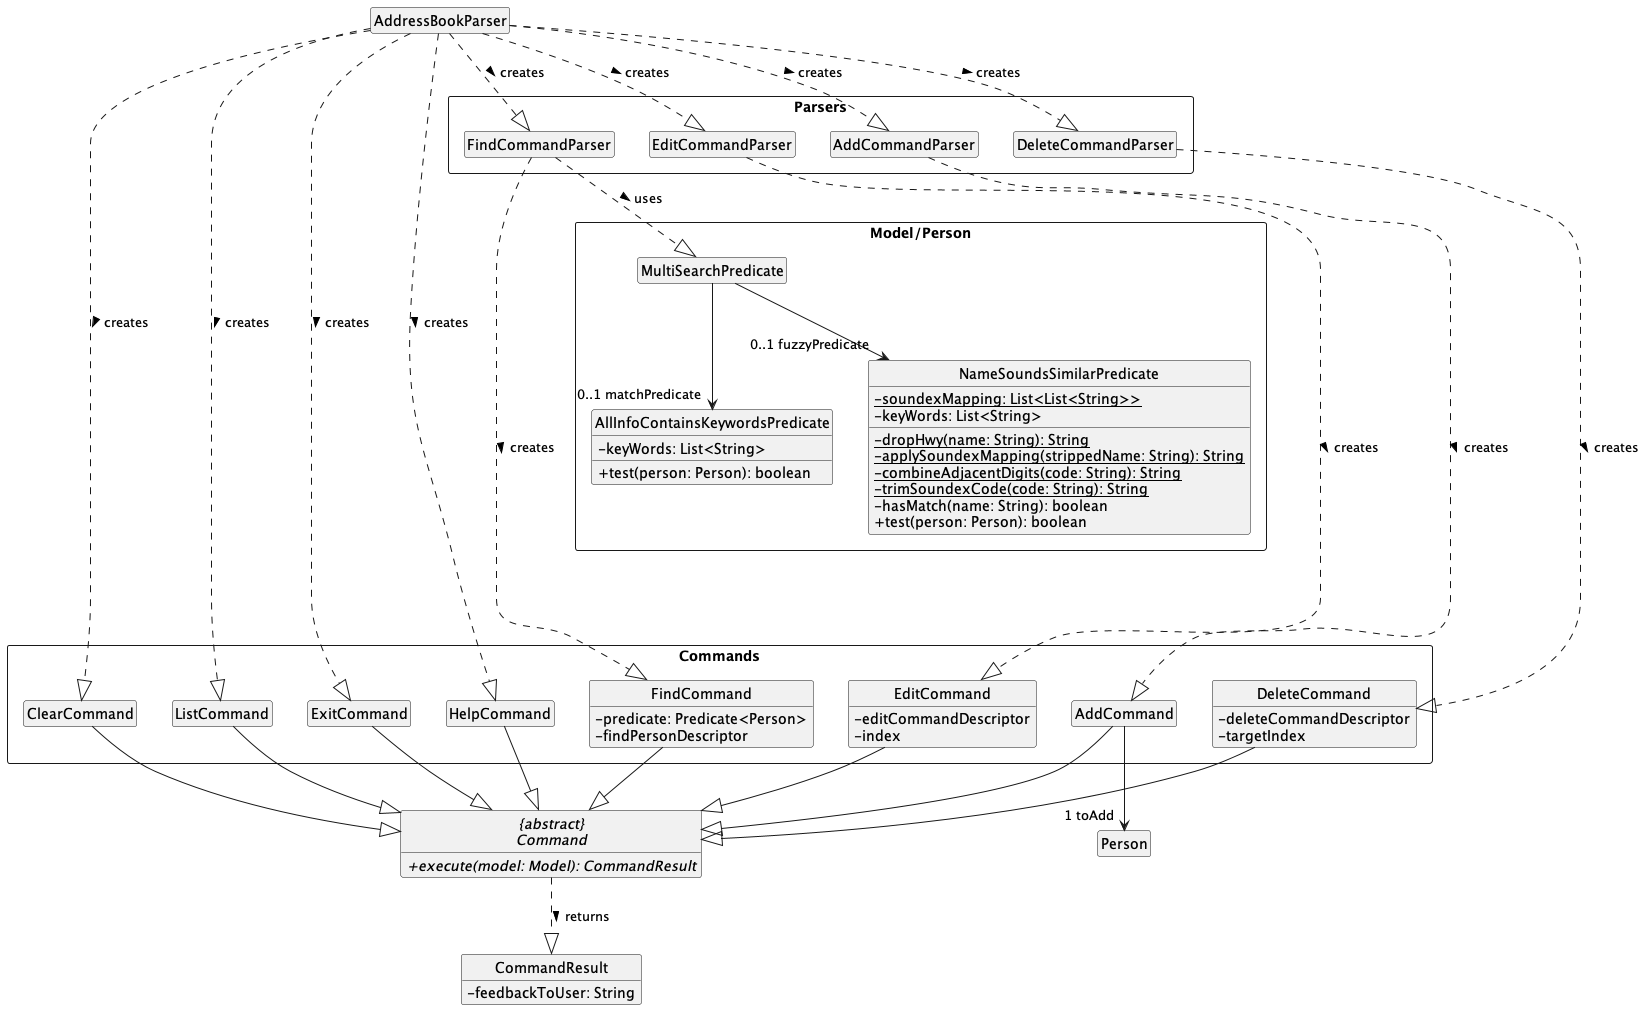 AddressBookParser
creates
creates
creates
creates
Parsers
FindCommandParser
EditCommandParser
AddCommandParser
DeleteCommandParser
uses
Model/Person
MultiSearchPredicate
creates
creates
creates
creates
0..1 fuzzyPredicate
0..1 matchPredicate
NameSoundsSimilarPredicate
-soundexMapping: List<List<String>>
-keyWords: List<String>
-dropHwy(name: String): String
-applySoundexMapping(strippedName: String): String
-combineAdjacentDigits(code: String): String
-trimSoundexCode(code: String): String
-hasMatch(name: String): boolean
+test(person: Person): boolean
AllInfoContainsKeywordsPredicate
-keyWords: List<String>
+test(person: Person): boolean
creates
creates
creates
creates
Commands
ClearCommand
ListCommand
ExitCommand
HelpCommand
FindCommand
-predicate: Predicate<Person>
-findPersonDescriptor
EditCommand
-editCommandDescriptor
-index
AddCommand
DeleteCommand
-deleteCommandDescriptor
-targetIndex
{abstract}
Command
+execute(model: Model): CommandResult
1 toAdd
Person
returns
CommandResult
-feedbackToUser: String